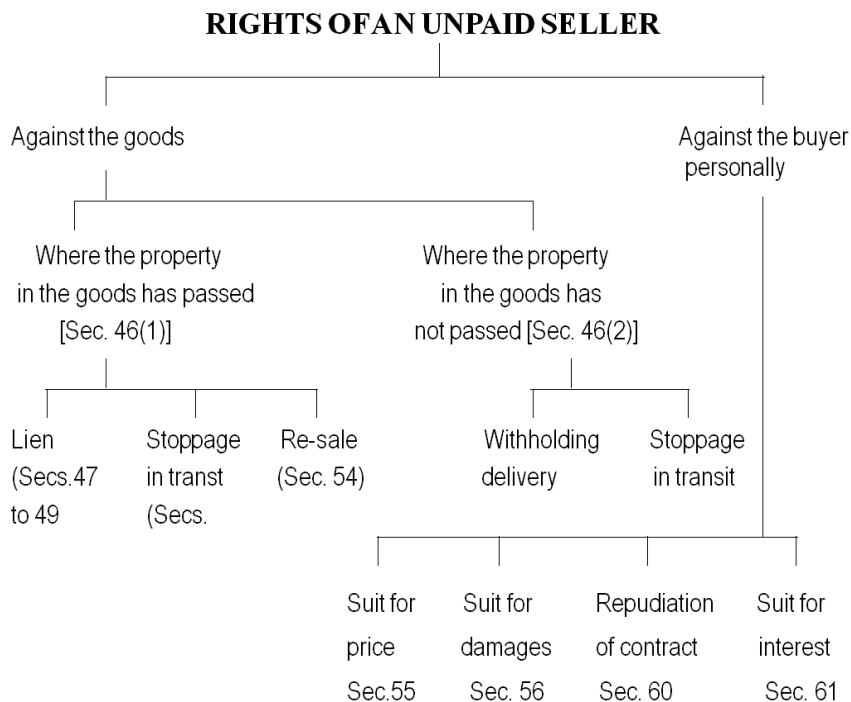 RIGHTS OFAN UNPAID SELLER
Against the goods
Against the buyer
personally
Where the property
in the goods has passed
[Sec. 46(1)]
Where the property
in the goods has
not passed [Sec. 46(2)]
Lien
(Secs.47
to 49
Stoppage
in transt
(Secs.
Re-sale
(Sec. 54)
Withholding
delivery
Stoppage
in transit
Suit for
price
Sec.55
Suit for
damages
Sec. 56
Repudiation
of contract
Sec. 60
Suit for
interest
Sec. 61